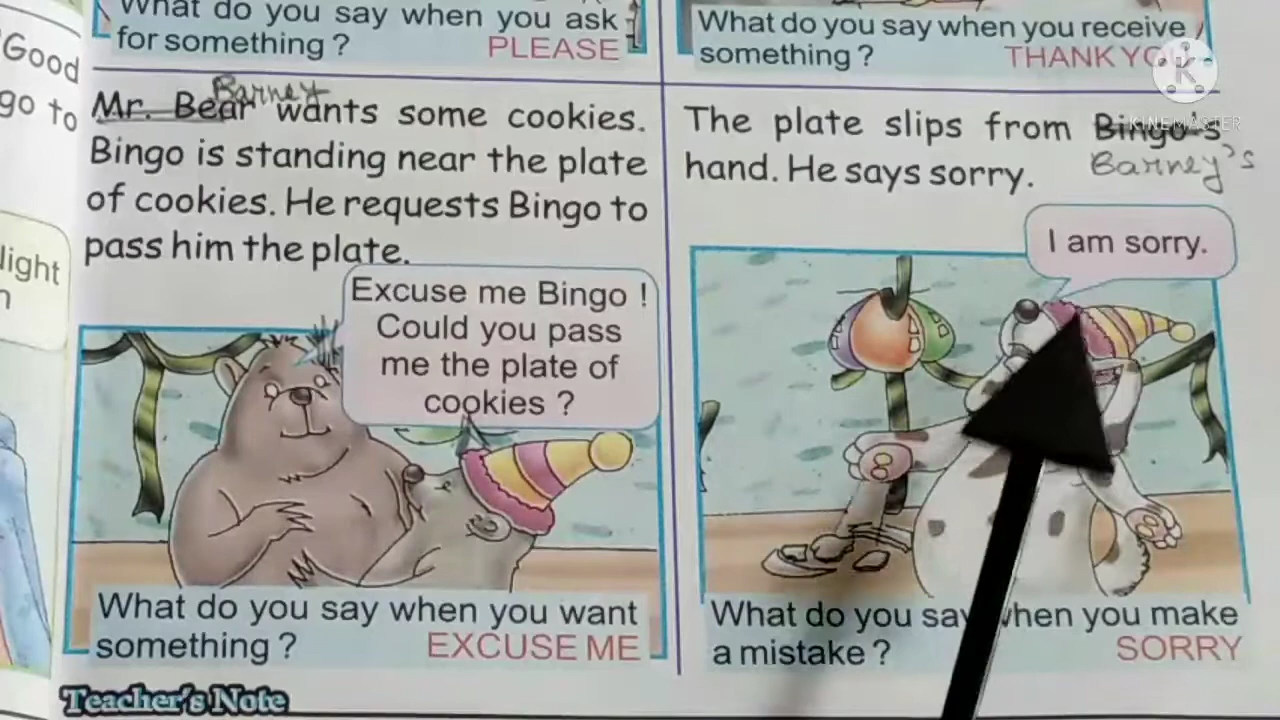 What do you say when you ask
for something ?
PLEASE
What do you say when you receive
something ?
THANK YOU
KINEMASTER
Good
go to
light
Barney
Mr. Bear wants some cookies.
Bingo is standing near the plate
of cookies. He requests Bingo to
pass him the plate.
Excuse me Bingo !
Could you pass
me the plate of
cookies ?
What do you say when you want
something ?
EXCUSE ME
The plate slips from Bingo's
hand. He says sorry.
Barney's
I am sorry.
What do you say when you make
a mistake ?
SORRY
Teacher's Note